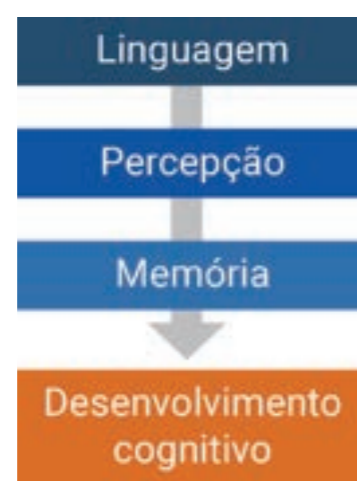 Linguagem
Percepção
Memória
Desenvolvimento
cognitivo